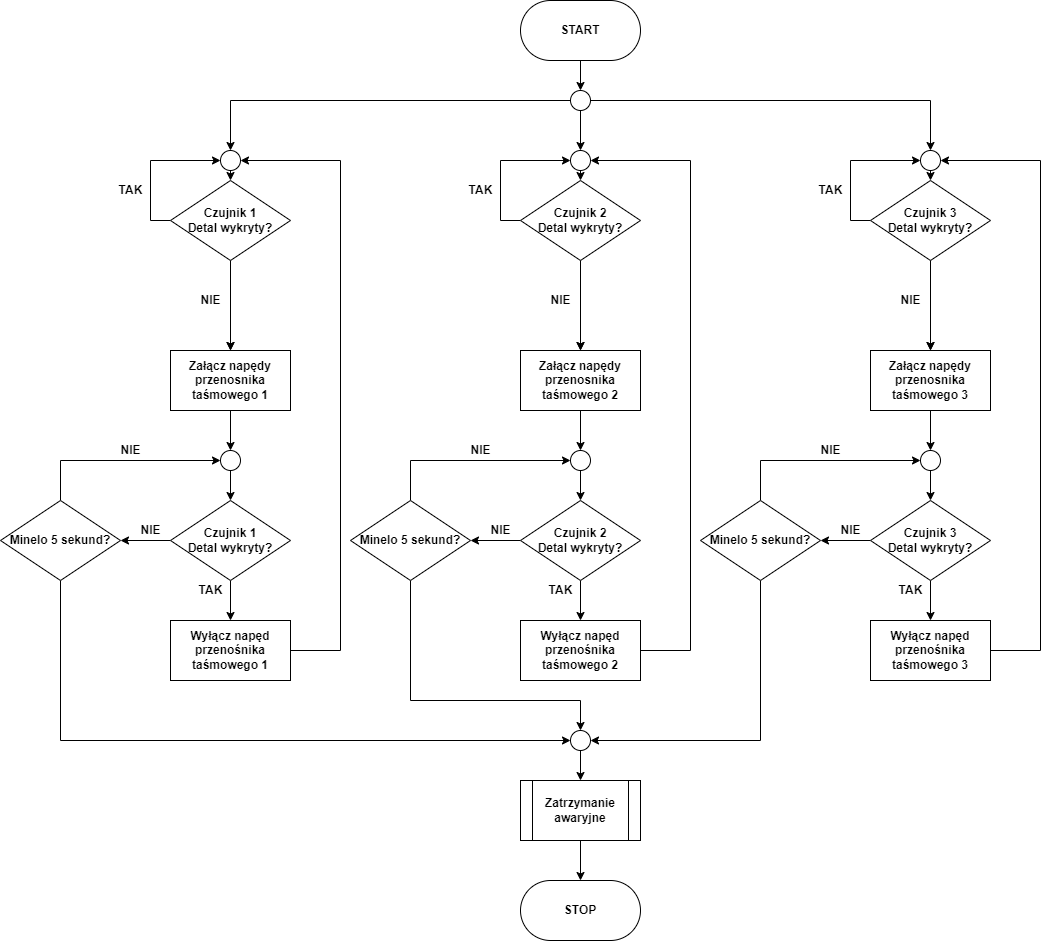 START
TAK
Czujnik 1
Detal wykryty?
TAK
Czujnik 2
Detal wykryty?
TAK
Czujnik 3
Detal wykryty?
NIE
NIE
NIE
Załącz napędy
przenosnika
taśmowego 1
Załącz napędy
przenosnika
taśmowego 2
Załącz napędy
przenosnika
taśmowego 3
NIE
NIE
NIE
Minelo 5 sekund?
NIE
Czujnik 1
Detal wykryty?
Minelo 5 sekund?
NIE
Czujnik 2
Detal wykryty?
Minelo 5 sekund?
NIE
Czujnik 3
Detal wykryty?
TAK
TAK
TAK
Wyłącz napęd
przenośnika
taśmowego 1
Wyłącz napęd
przenośnika
taśmowego 2
Wyłącz napęd
przenośnika
taśmowego 3
Zatrzymanie
awaryjne
STOP